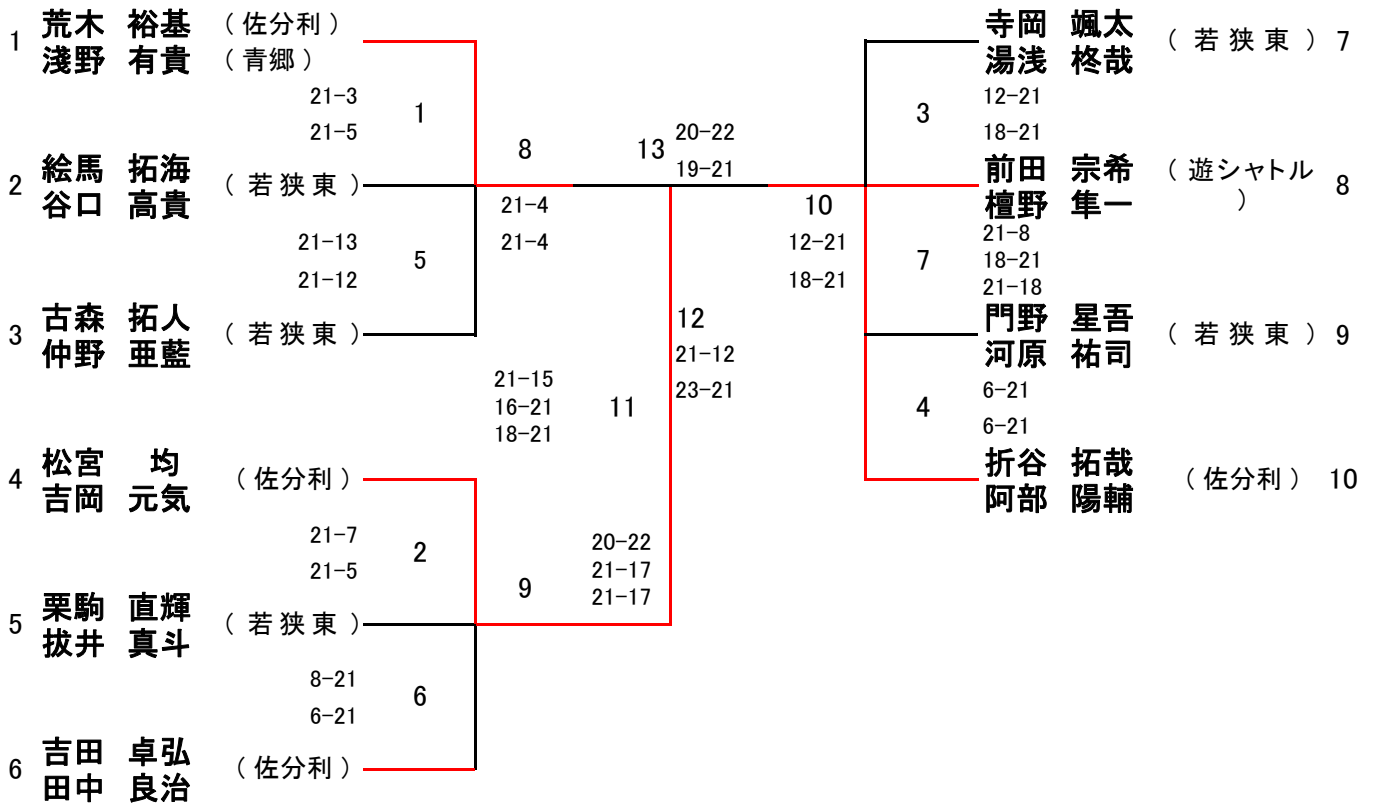 1 荒木 裕基 （佐分利）
淺野 有貴 （青郷）
21-3
21-5
1
2 絵馬 拓海 （若狭東）
谷口 高貴
21-13
21-12
5
3 古森 拓人 （若狭東）
仲野 亜藍
8
21-4
21-4
4 松宮 均 （佐分利）
吉岡 元気
21-7
21-5
2
5 栗駒 直輝 （若狭東）
拔井 真斗
8-21
6-21
6
6 吉田 卓弘 （佐分利）
田中 良治
9
20-22
21-17
21-17
21-15
16-21
18-21
11
13
20-22
19-21
12
21-12
23-21
10
12-21
18-21
寺岡 颯太 （若狭東） 7
湯浅 柊哉
3
12-21
18-21
前田 宗希 （遊シャトル
檀野 隼一 ） 8
7
21-8
18-21
21-18
門野 星吾 （若狭東） 9
河原 祐司
4
6-21
6-21
折谷 拓哉 （佐分利） 10
阿部 陽輔